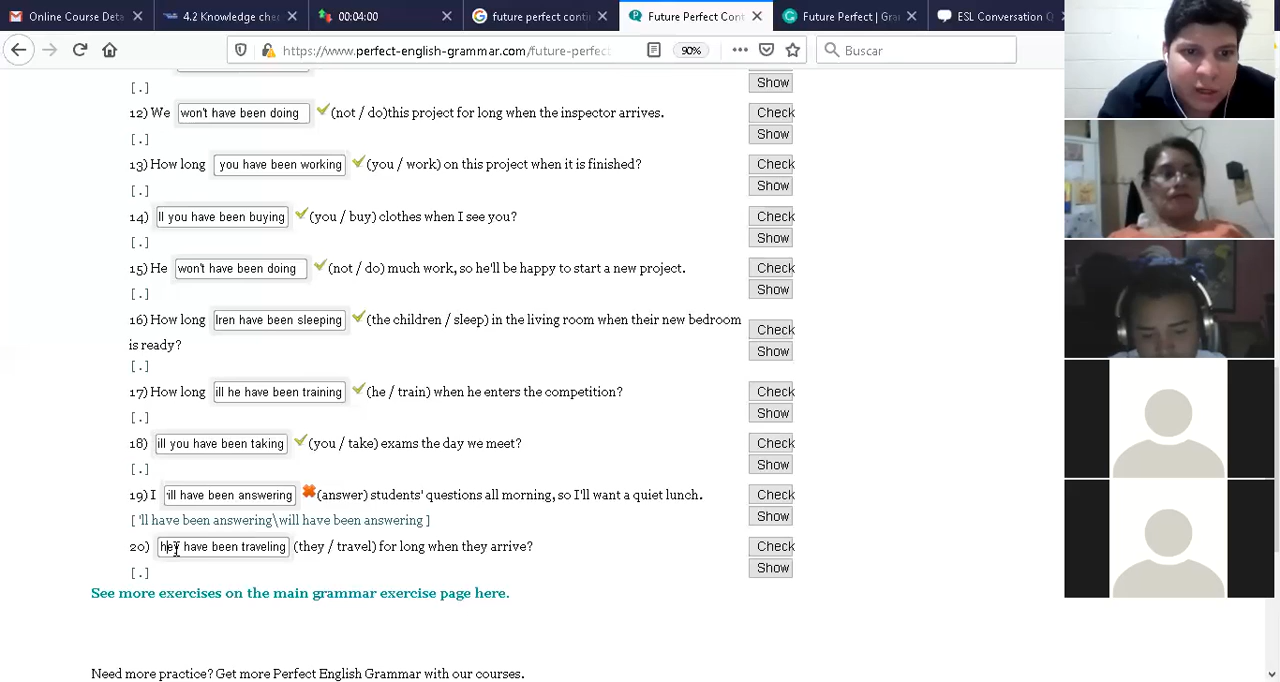 Online Course Deta
4.2 Knowledge che
00:04:00
future perfect conti
Future Perfect Cont
Future Perfect | Gra
ESL Conversation Q
https://www.perfect-english-grammar.com/future-perfec
90%
Buscar
[.] Show
12) We won't have been doing (not / do)this project for long when the inspector arrives. Check
[.] Show
13) How long you have been working (you / work) on this project when it is finished? Check
[.] Show
14) ll you have been buying (you / buy) clothes when I see you? Check
[.] Show
15) He won't have been doing (not / do) much work, so he'll be happy to start a new project. Check
[.] Show
16) How long lren have been sleeping (the children / sleep) in the living room when their new bedroom Check
is ready? Show
[.]
17) How long ill he have been training (he / train) when he enters the competition? Check
[.] Show
18) ill you have been taking (you / take) exams the day we meet? Check
[.] Show
19) I ill have been answering (answer) students' questions all morning, so I'll want a quiet lunch. Check
[ 'll have been answering\will have been answering ] Show
20) have been traveling (they / travel) for long when they arrive? Check
[.] Show
See more exercises on the main grammar exercise page here.
Need more practice? Get more Perfect English Grammar with our courses.